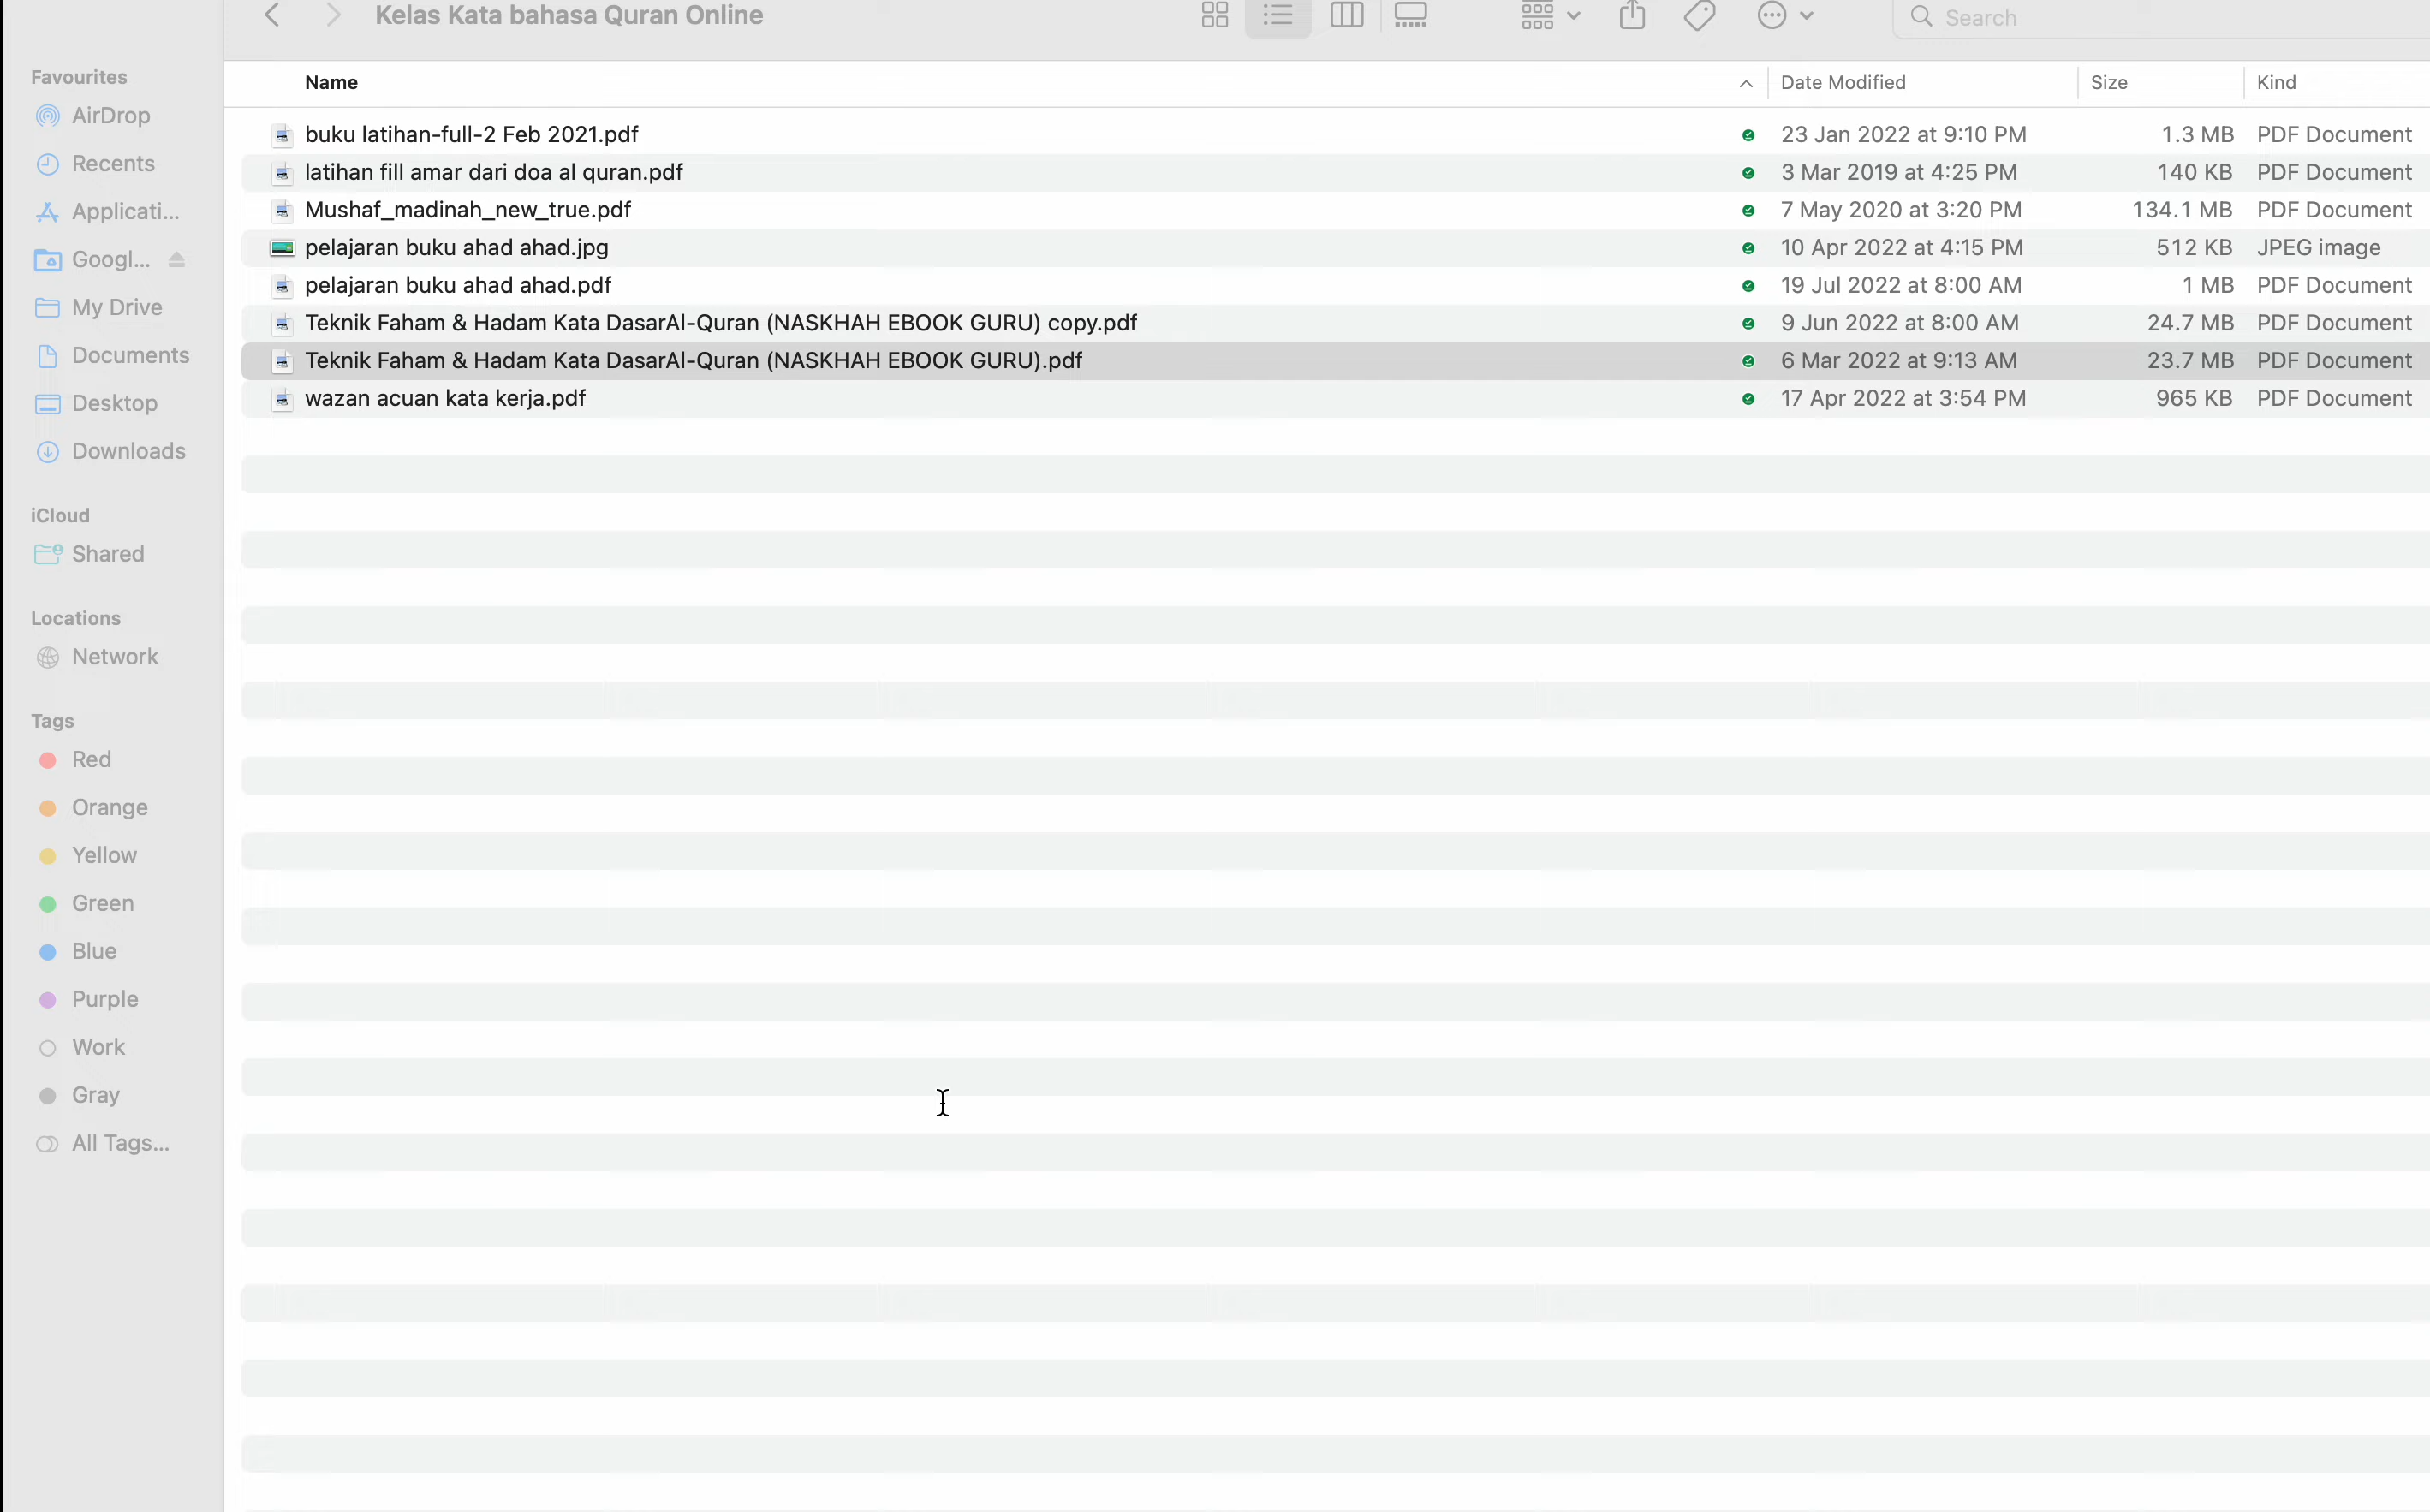 Kelas Kata bahasa Quran Online
Search
Favourites
AirDrop
Recents
Applicati...
Googl...
My Drive
Documents
Desktop
Downloads
iCloud
Shared
Locations
Network
Tags
Red
Orange
Yellow
Green
Blue
Purple
Work
Gray
All Tags...
Name Date Modified Size Kind
buku latihan-full-2 Feb 2021.pdf 23 Jan 2022 at 9:10 PM 1.3 MB PDF Document
latihan fill amar dari doa al quran.pdf 3 Mar 2019 at 4:25 PM 140 KB PDF Document
Mushaf_madinah_new_true.pdf 7 May 2020 at 3:20 PM 134.1 MB PDF Document
pelajaran buku ahad ahad.jpg 10 Apr 2022 at 4:15 PM 512 KB JPEG image
pelajaran buku ahad ahad.pdf 19 Jul 2022 at 8:00 AM 1 MB PDF Document
Teknik Faham & Hadam Kata DasarAl-Quran (NASKHAH EBOOK GURU) copy.pdf 9 Jun 2022 at 8:00 AM 24.7 MB PDF Document
Teknik Faham & Hadam Kata DasarAl-Quran (NASKHAH EBOOK GURU).pdf 6 Mar 2022 at 9:13 AM 23.7 MB PDF Document
wazan acuan kata kerja.pdf 17 Apr 2022 at 3:54 PM 965 KB PDF Document